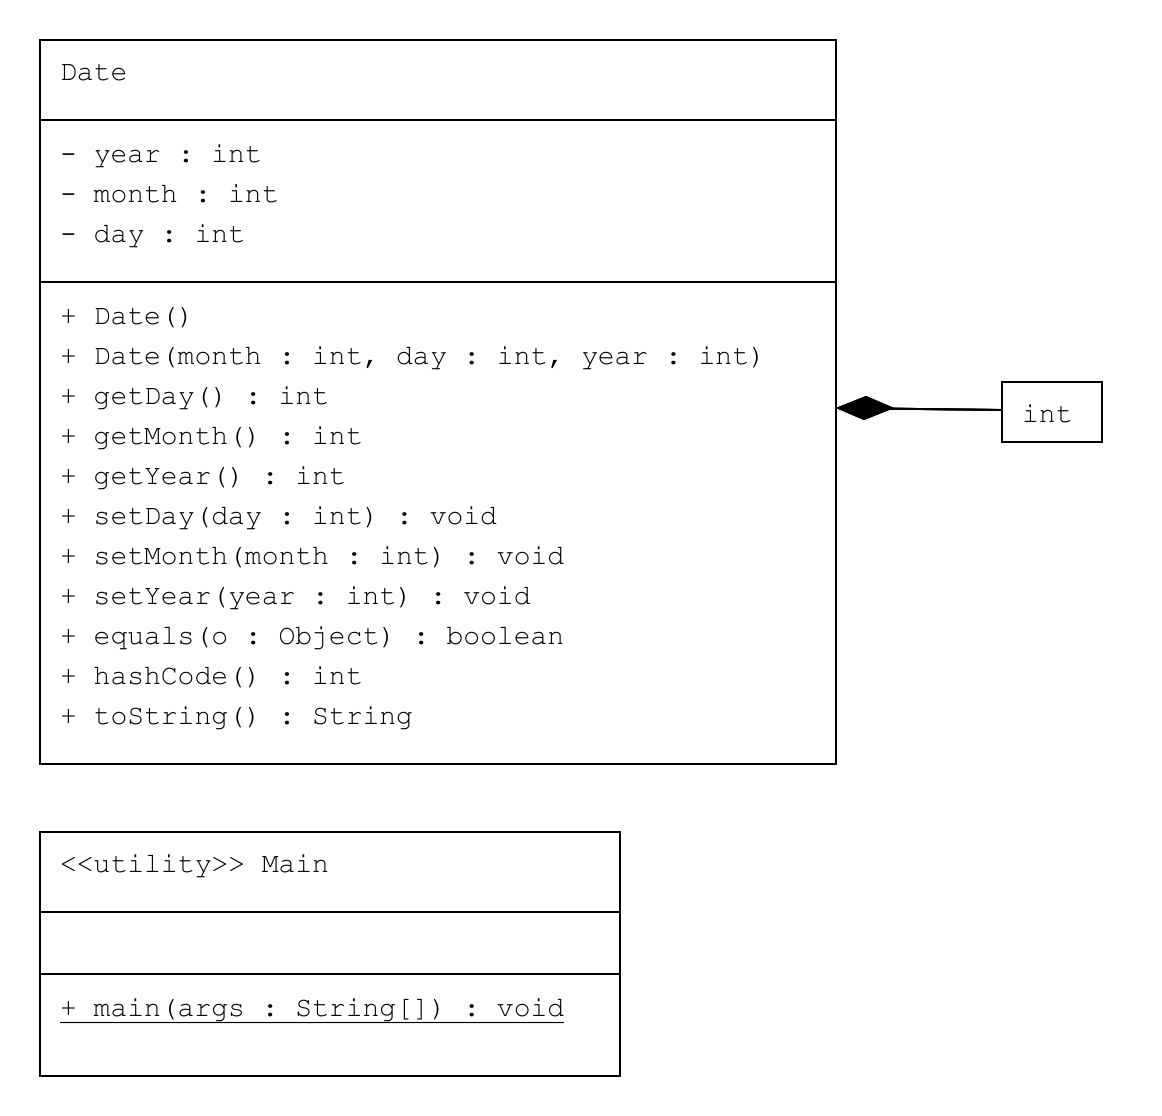 Date
- year : int
- month : int
- day : int
+ Date()
+ Date(month : int, day : int, year : int)
+ getDay() : int
+ getMonth() : int
+ getYear() : int
+ setDay(day : int) : void
+ setMonth(month : int) : void
+ setYear(year : int) : void
+ equals(o : Object) : boolean
+ hashCode() : int
+ toString() : String
int
<<utility>> Main
+ main(args : String[]) : void